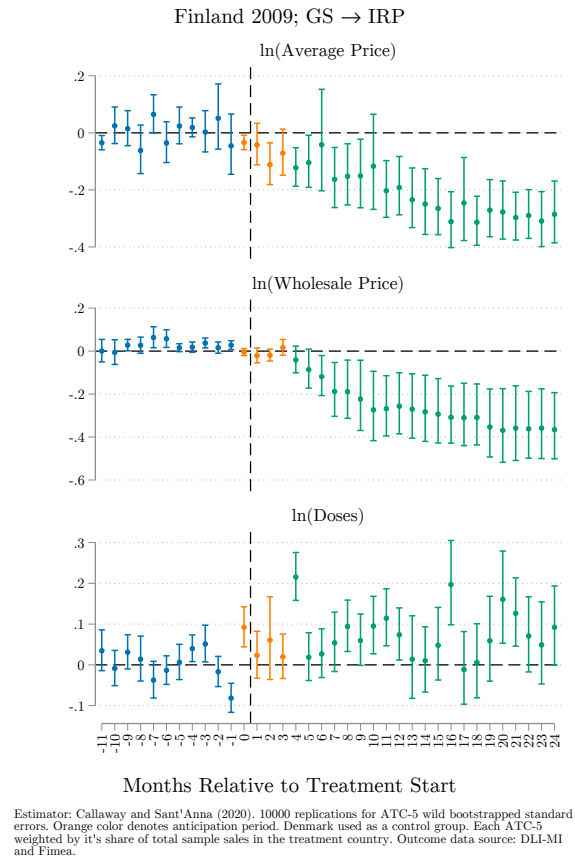 Finland 2009; GS → IRP
ln(Average Price)
.2
0
-.2
-.4
ln(Wholesale Price)
.2
0
-.2
-.4
-.6
ln(Doses)
.3
.2
.1
0
-.1
-11 -10 -9 -8 -7 -6 -5 -4 -3 -2 -1 0 1 2 3 4 5 6 7 8 9 10 11 12 13 14 15 16 17 18 19 20 21 22 23 24
Months Relative to Treatment Start
Estimator: Callaway and Sant'Anna (2020). 10000 replications for ATC-5 wild bootstrapped standard
errors. Orange color denotes anticipation period. Denmark used as a control group. Each ATC-5
weighted by it's share of total sample sales in the treatment country. Outcome data source: DLI-MI
and Fimea.